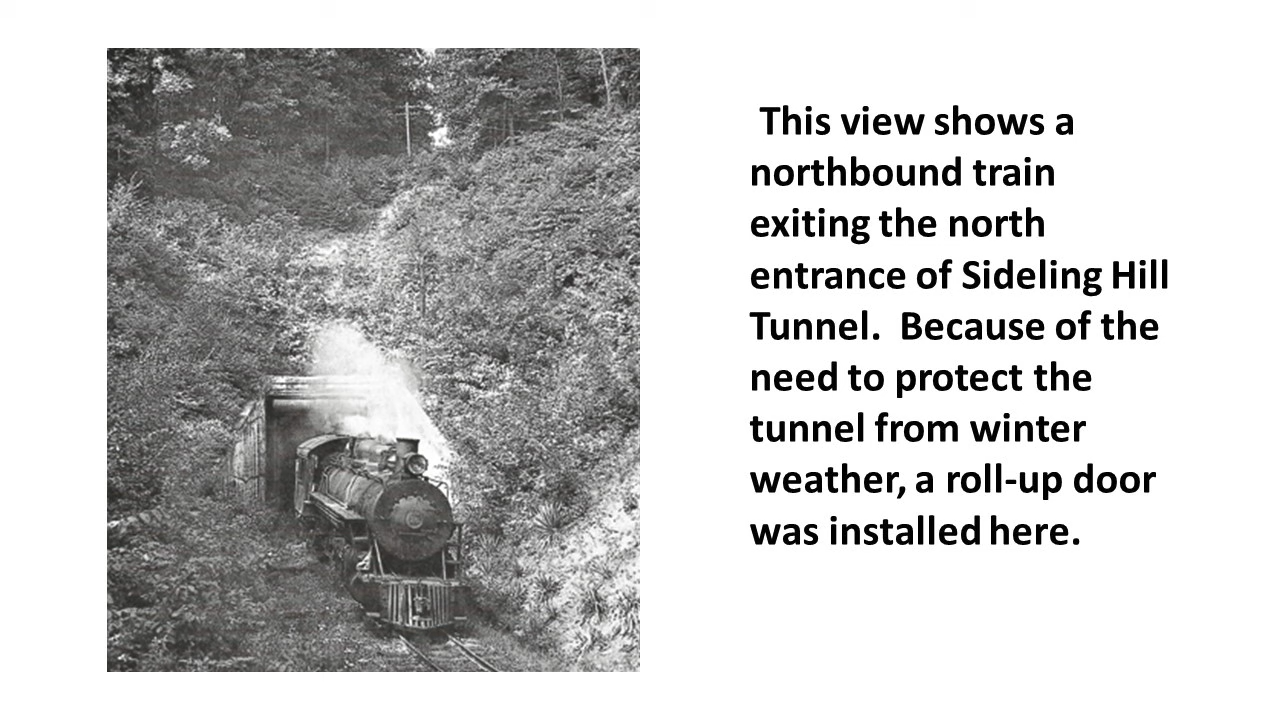 This view shows a
northbound train
exiting the north
entrance of Sideling Hill
Tunnel.  Because of the
need to protect the
tunnel from winter
weather, a roll-up door
was installed here.